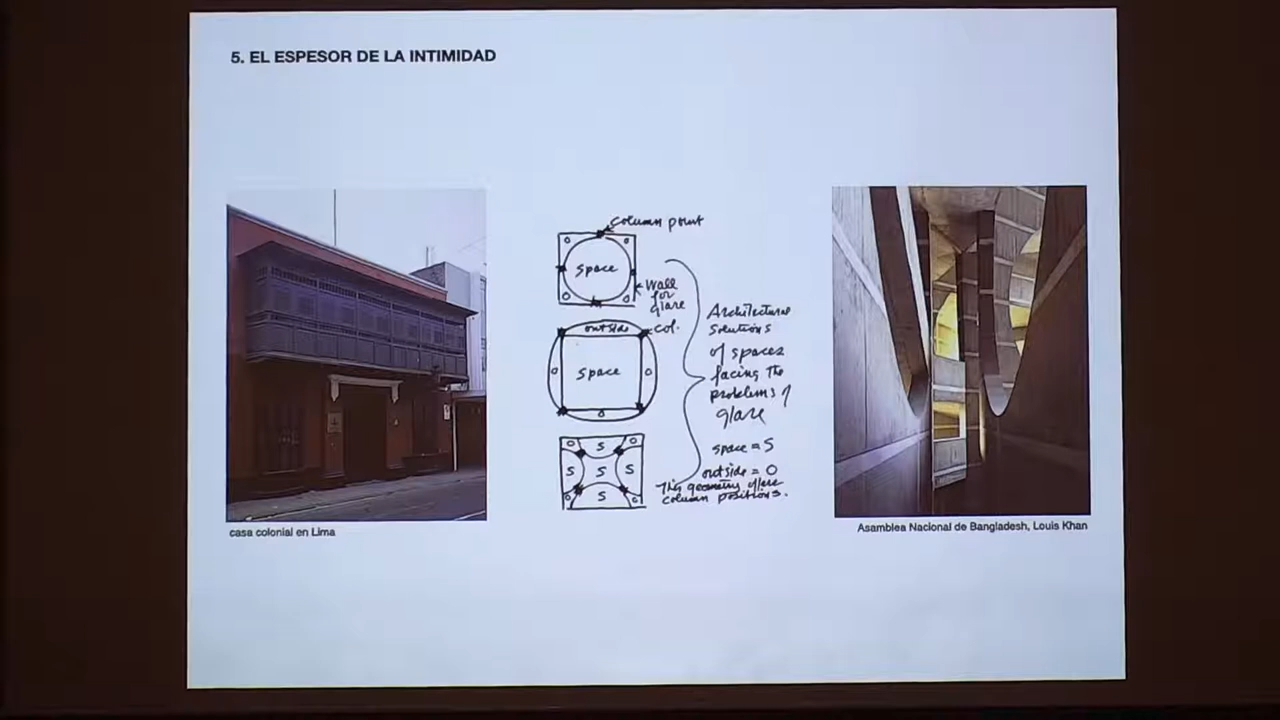 5. EL ESPESOR DE LA INTIMIDAD
column point
space
wall
for
glare
outside
col.
space
Architectural
solutions
of spaces
facing the
problems of
glare
space = S
outside = O
This geometry of the
column positions.
S
S S S
S
casa colonial en Lima
Asamblea Nacional de Bangladesh, Louis Khan